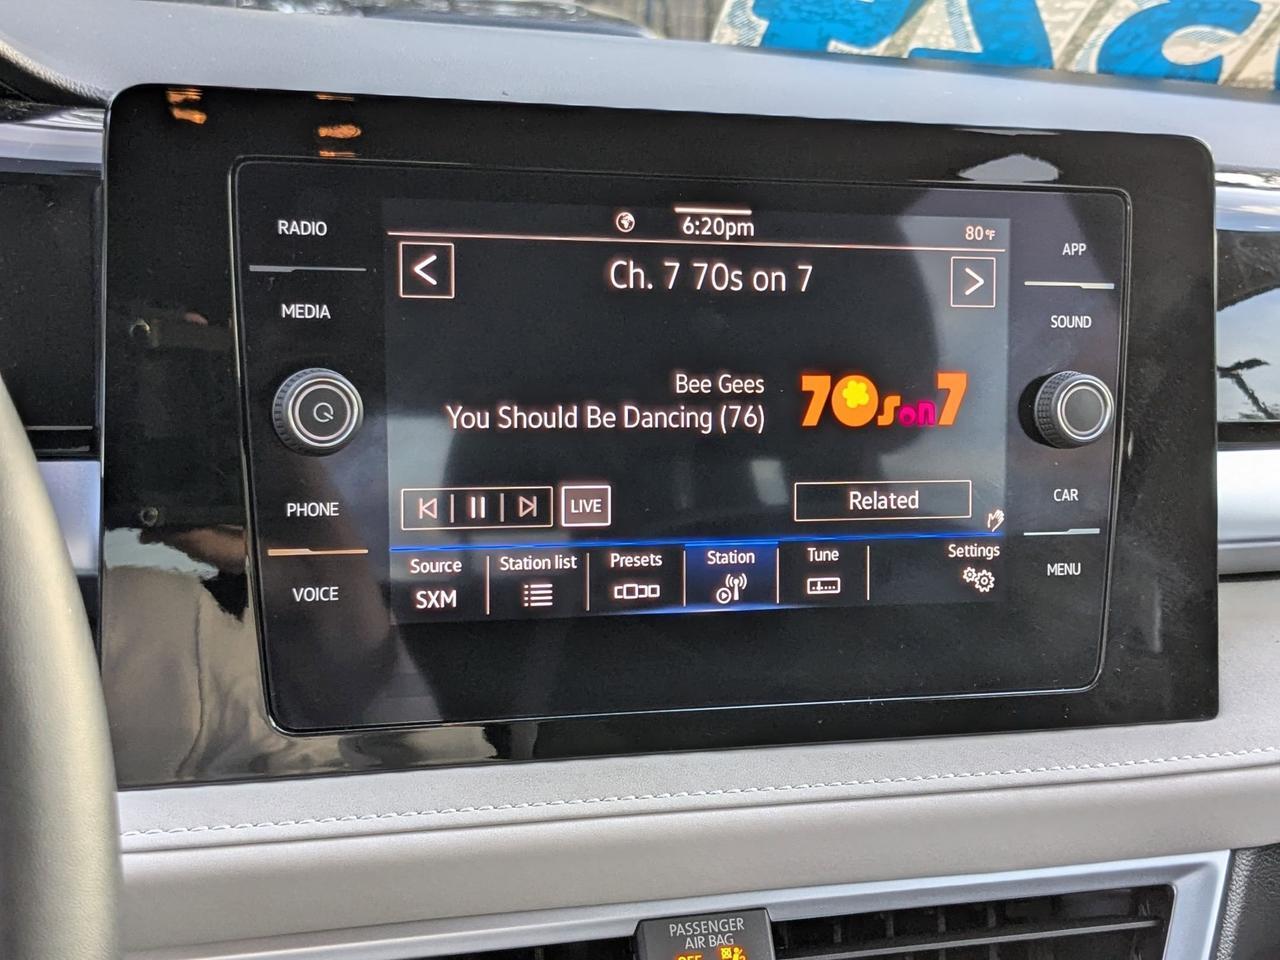 RADIO
MEDIA
PHONE
VOICE
6:20pm
80°F
<
Ch. 7 70s on 7
>
Bee Gees
You Should Be Dancing (76)
70s on 7
LIVE
Related
Source
SXM
Station list
Presets
Station
Tune
Settings
APP
SOUND
CAR
MENU
PASSENGER
AIR BAG
OFF